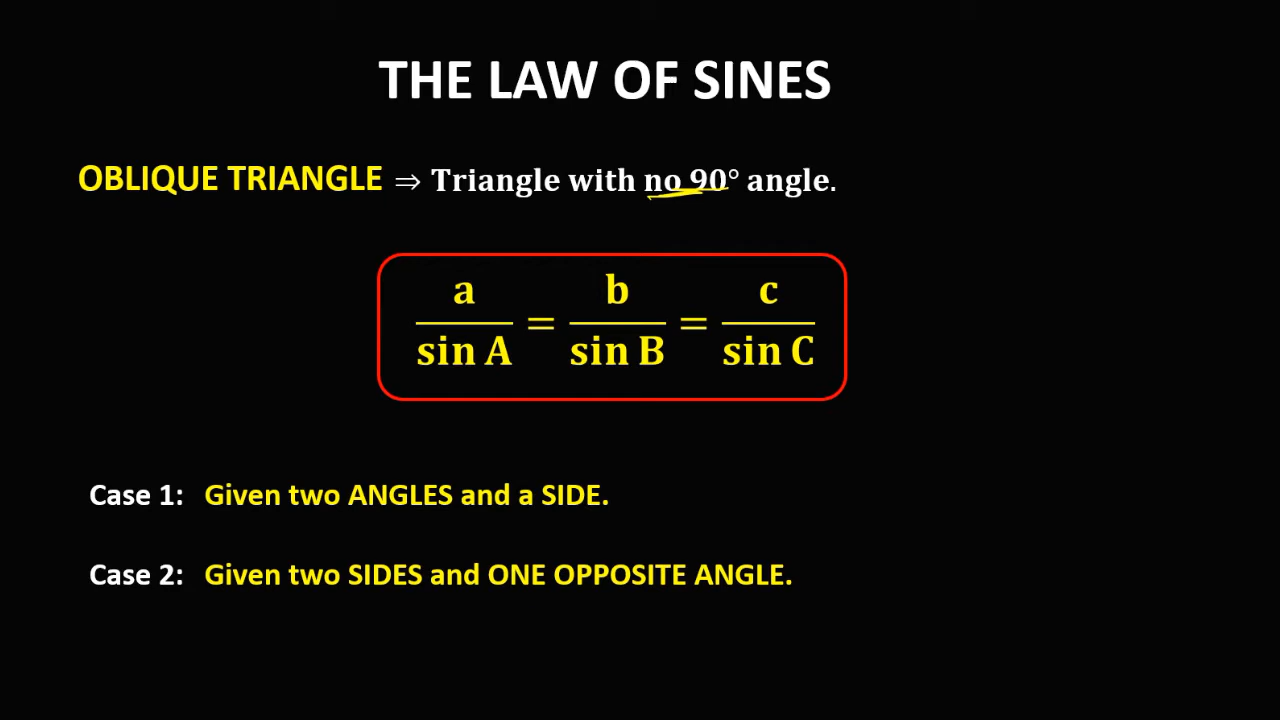 THE LAW OF SINES
OBLIQUE TRIANGLE ⇒ Triangle with no 90° angle.
a/sin A = b/sin B = c/sin C
Case 1: Given two ANGLES and a SIDE.
Case 2: Given two SIDES and ONE OPPOSITE ANGLE.